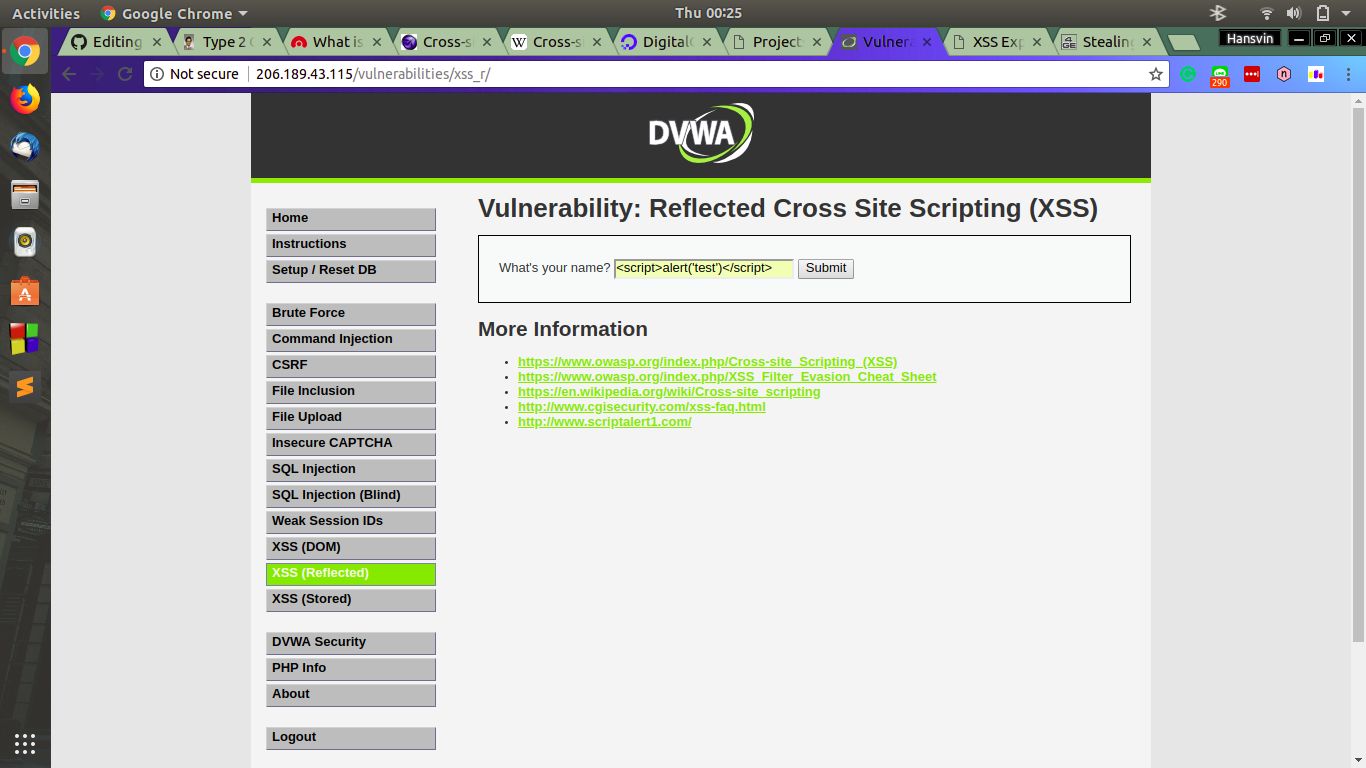 Activities Google Chrome Thu 00:25
Editing Type 2 What is Cross-si Cross-si Digital Project Vulnera XSS Exp Stealing Hansvin
Not secure 206.189.43.115/vulnerabilities/xss_r/ 290
DVWA
Home
Instructions
Setup / Reset DB
Brute Force
Command Injection
CSRF
File Inclusion
File Upload
Insecure CAPTCHA
SQL Injection
SQL Injection (Blind)
Weak Session IDs
XSS (DOM)
XSS (Reflected)
XSS (Stored)
DVWA Security
PHP Info
About
Logout
Vulnerability: Reflected Cross Site Scripting (XSS)
What's your name? <script>alert('test')</script> Submit
More Information
https://www.owasp.org/index.php/Cross-site_Scripting_(XSS)
https://www.owasp.org/index.php/XSS_Filter_Evasion_Cheat_Sheet
https://en.wikipedia.org/wiki/Cross-site_scripting
http://www.cgisecurity.com/xss-faq.html
http://www.scriptalert1.com/